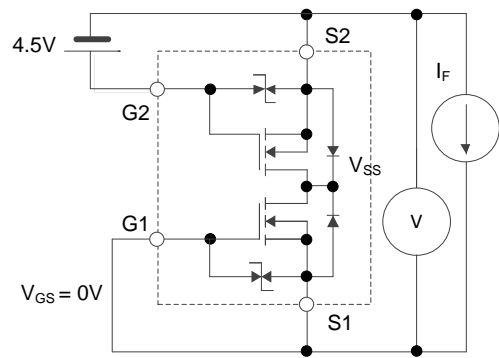 S2
4.5V
I_F
G2
V_SS
G1
V
V_GS = 0V
S1